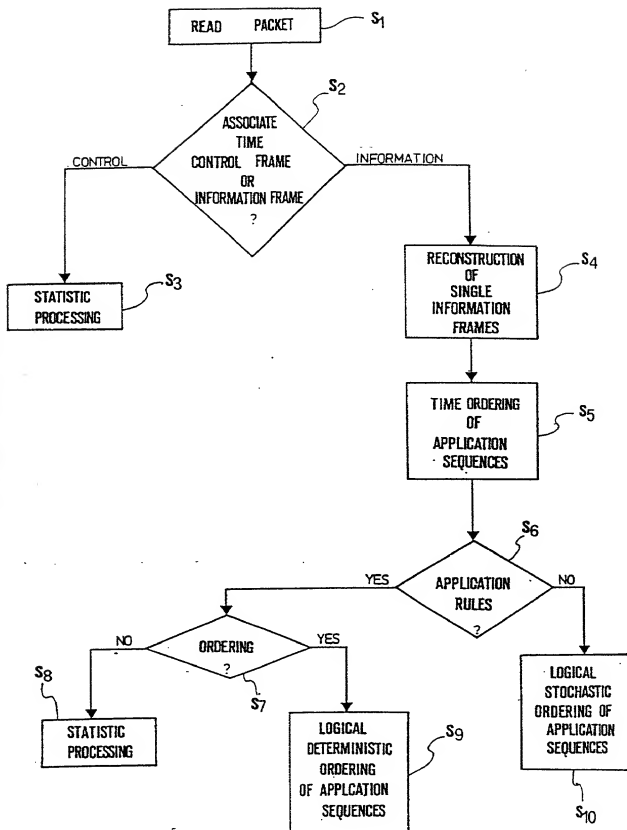 READ PACKET
S1
S2
ASSOCIATE
TIME
CONTROL FRAME
OR
INFORMATION FRAME
?
CONTROL
INFORMATION
S3
STATISTIC
PROCESSING
S4
RECONSTRUCTION
OF
SINGLE
INFORMATION
FRAMES
S5
TIME ORDERING
OF
APPLICATION
SEQUENCES
S6
APPLICATION
RULES
?
YES
NO
ORDERING
?
NO
YES
S7
S8
STATISTIC
PROCESSING
LOGICAL
DETERMINISTIC
ORDERING
OF APPLCATION
SEQUENCES
S9
LOGICAL
STOCHASTIC
ORDERING OF
APPLICATION
SEQUENCES
S10